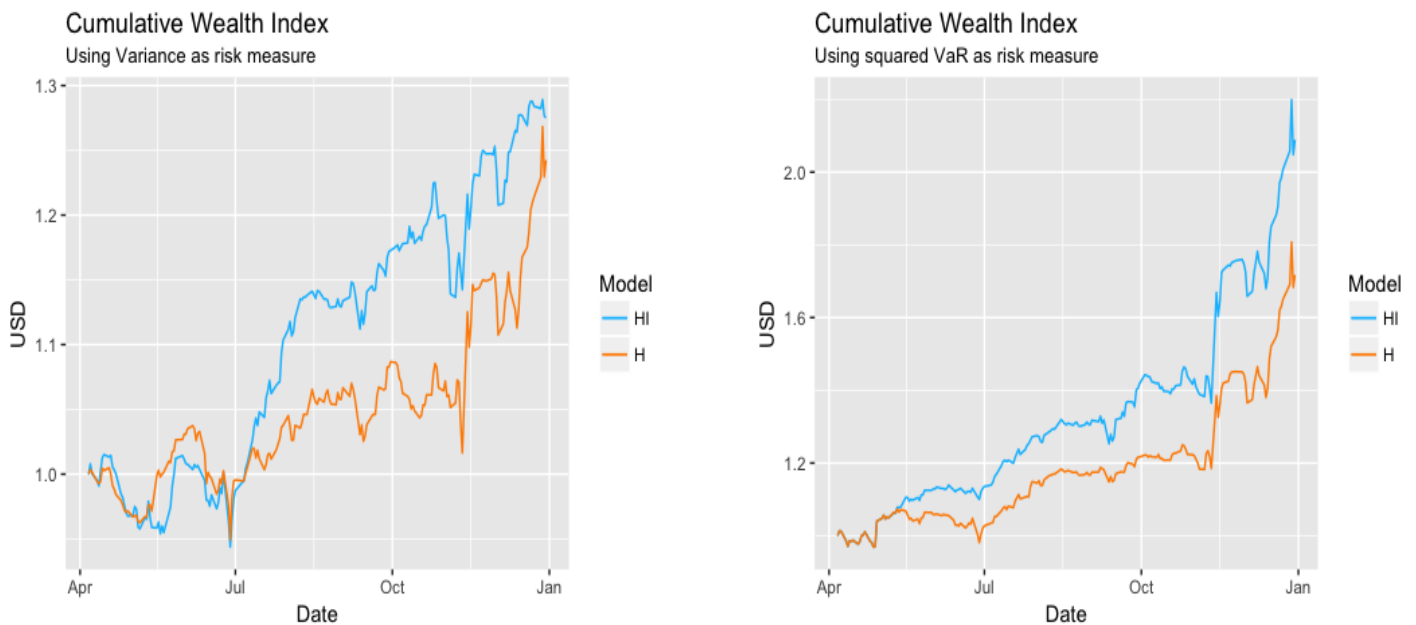 Cumulative Wealth Index
Using Variance as risk measure
1.3
1.2
1.1
1.0
USD
Apr
Jul
Oct
Jan
Date
Model
HI
H
Cumulative Wealth Index
Using squared VaR as risk measure
2.0
1.6
1.2
USD
Apr
Jul
Oct
Jan
Date
Model
HI
H